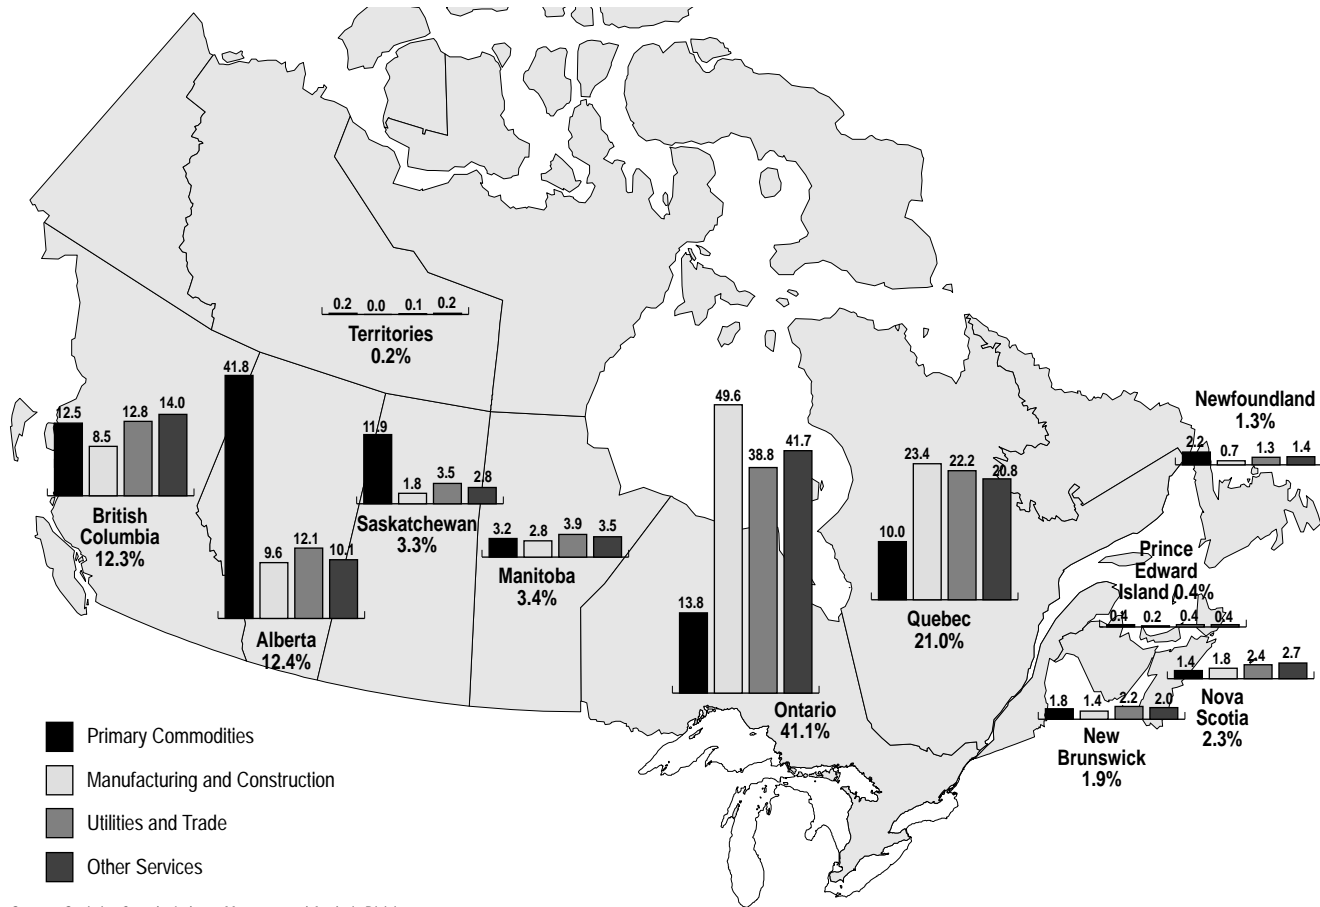 0.2 0.0 0.1 0.2
Territories
0.2%
12.5 8.5 12.8 14.0
British
Columbia
12.3%
41.8 9.6 12.1 10.1
Alberta
12.4%
11.9 1.8 3.5 2.8
Saskatchewan
3.3%
3.2 2.8 3.9 3.5
Manitoba
3.4%
13.8 49.6 38.8 41.7
Ontario
41.1%
10.0 23.4 22.2 20.8
Quebec
21.0%
Newfoundland
1.3%
2.2 0.7 1.3 1.4
Prince
Edward
Island 0.4%
0.4 0.2 0.4 0.4
1.4 1.8 2.4 2.7
Nova
Scotia
2.3%
1.8 1.4 2.2 2.0
New
Brunswick
1.9%
Primary Commodities
Manufacturing and Construction
Utilities and Trade
Other Services